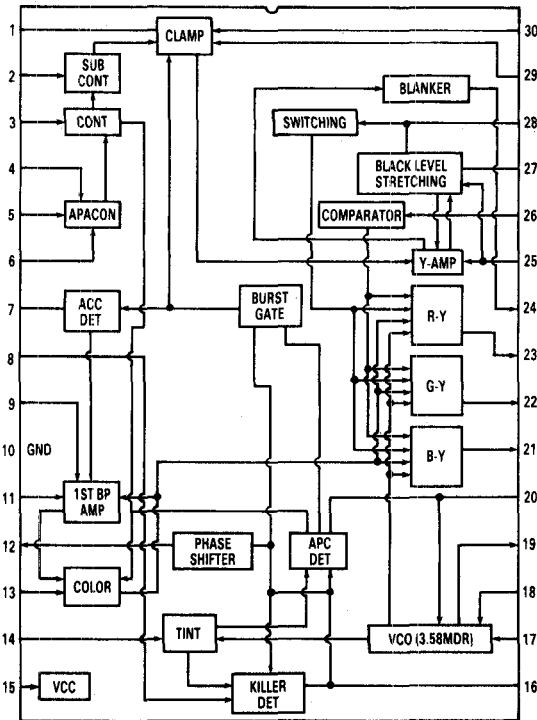 1
CLAMP
30
SUB
CONT
29
2
BLANKER
3
CONT
SWITCHING
28
4
BLACK LEVEL
STRETCHING
27
5
APACON
COMPARATOR
26
6
Y-AMP
25
7
ACC
DET
BURST
GATE
R-Y
24
8
23
9
G-Y
22
10
GND
B-Y
21
11
1ST BP
AMP
20
12
PHASE
SHIFTER
APC
DET
19
13
COLOR
18
14
TINT
VCO (3.58MDR)
17
15
VCC
KILLER
DET
16